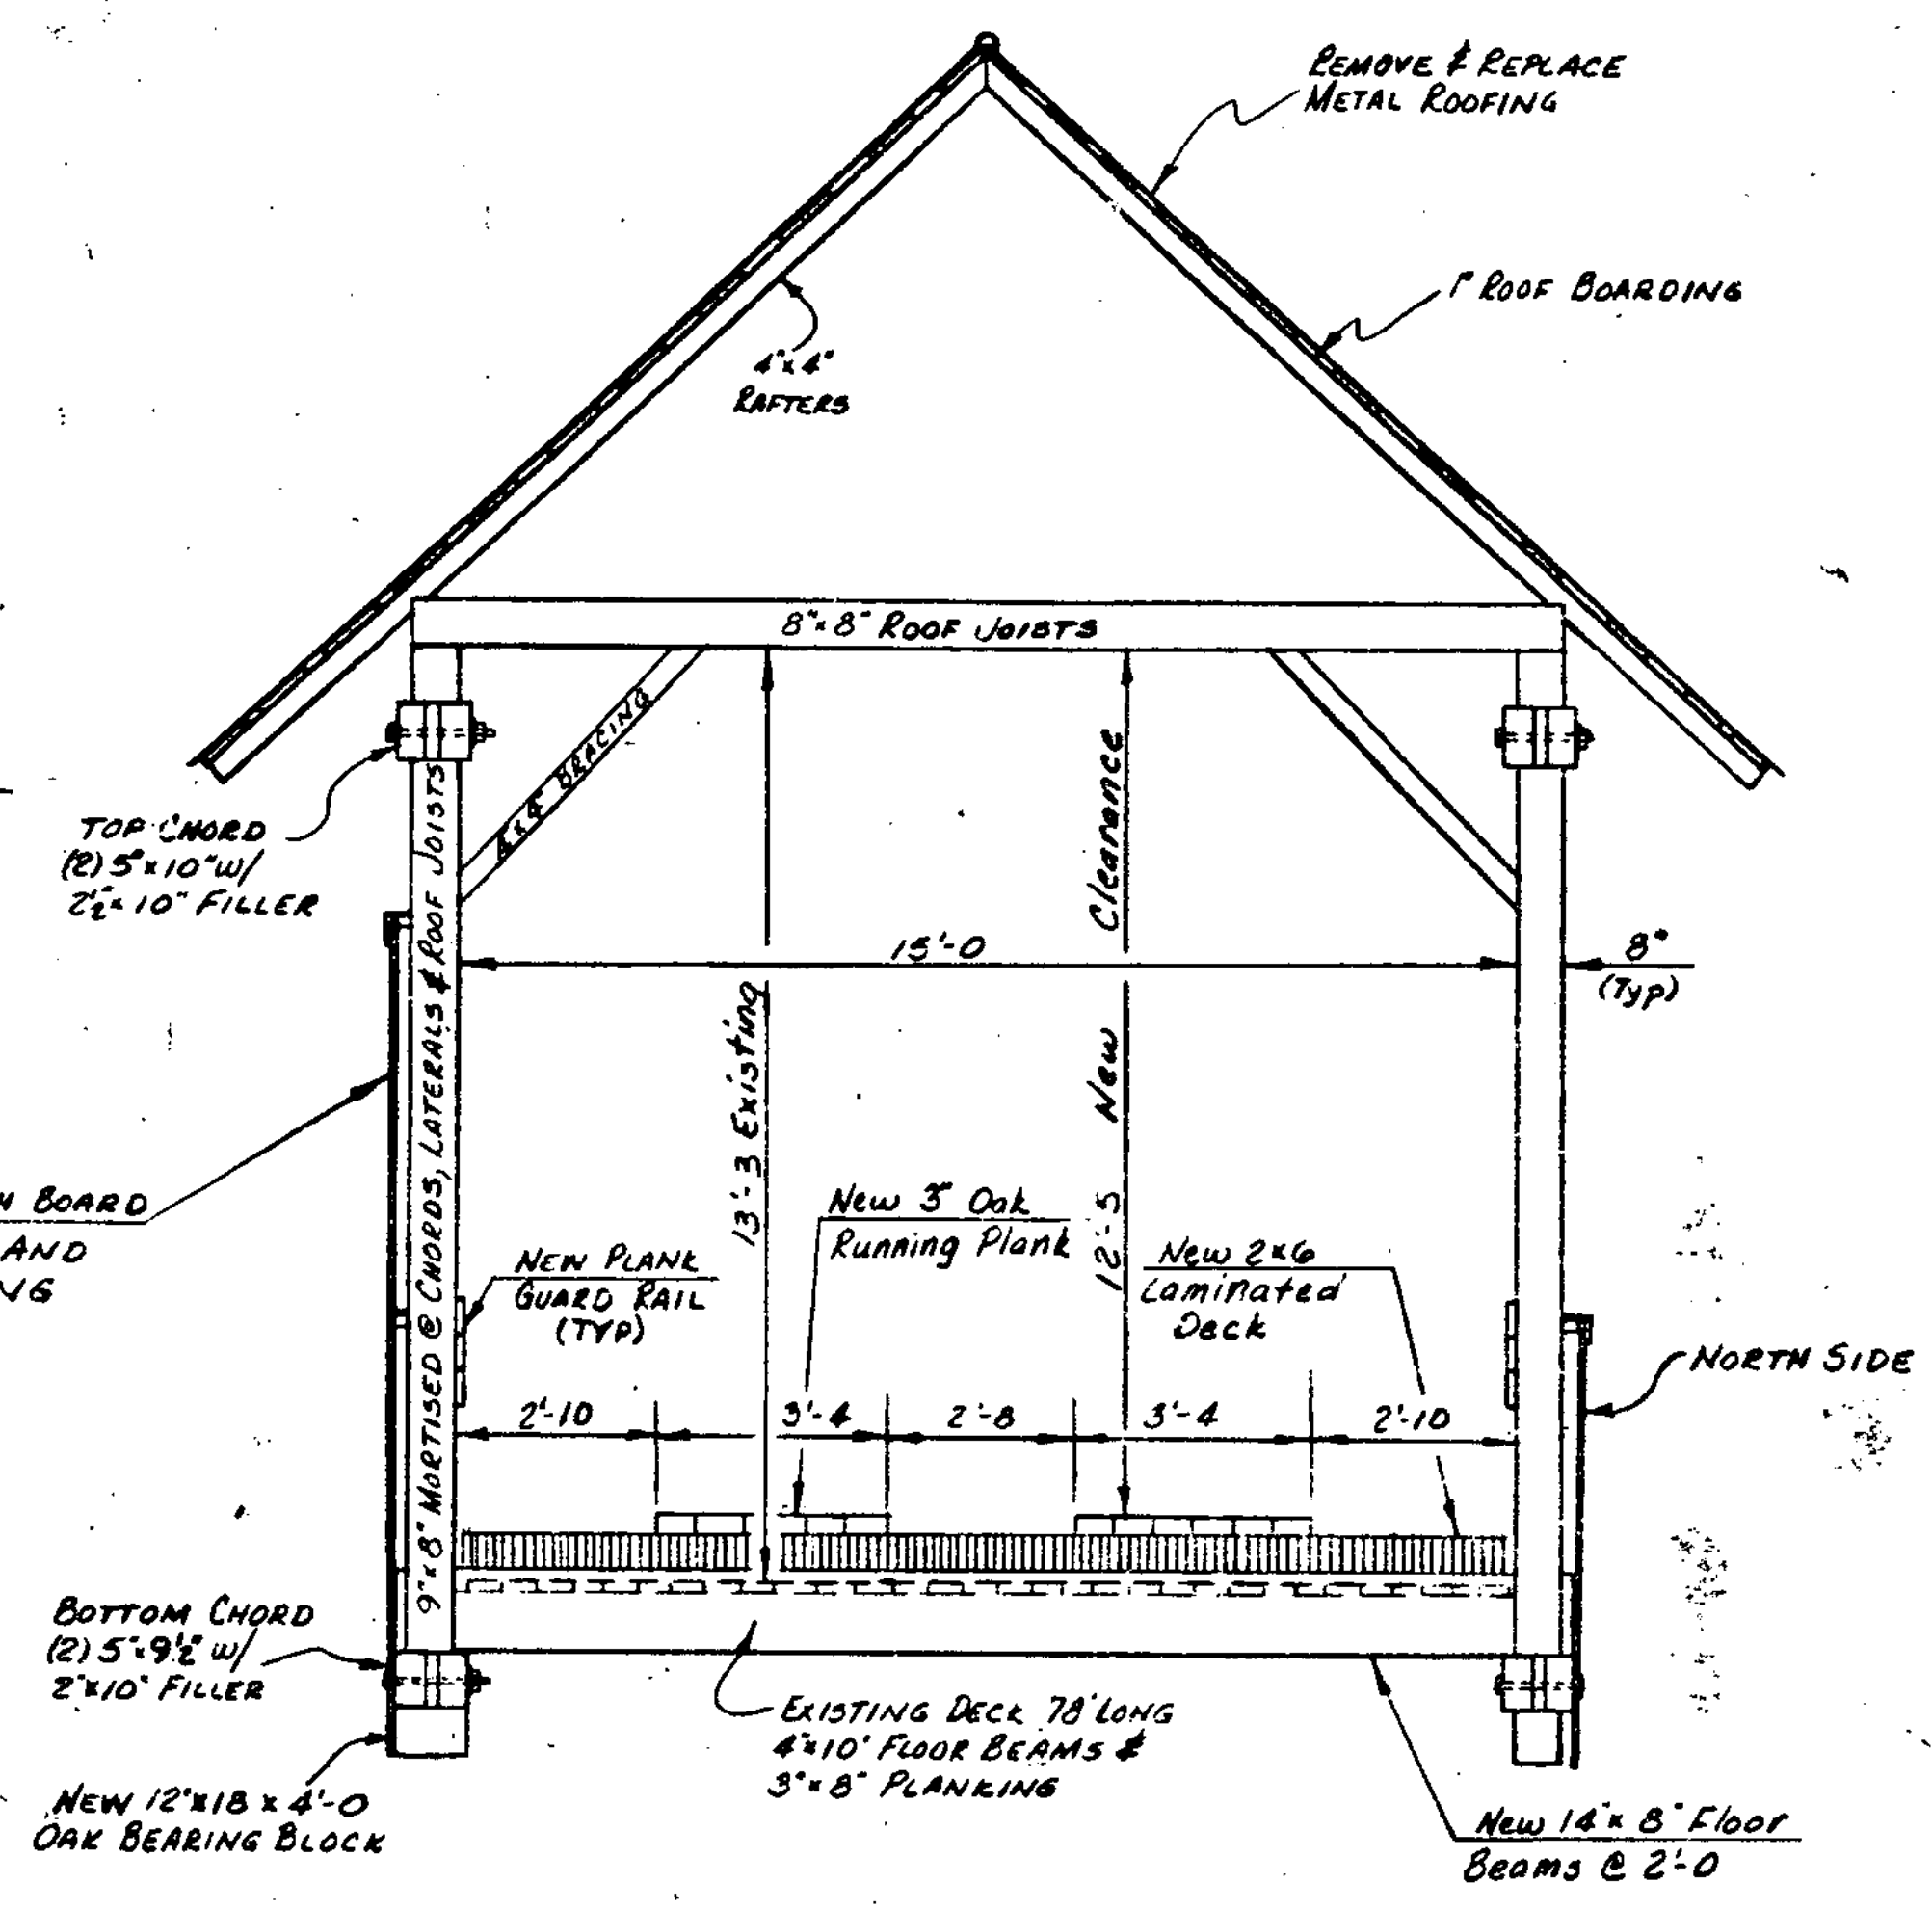 REMOVE & REPLACE
METAL ROOFING
1" ROOF BOARDING
4"x4"
RAFTERS
8"x8" ROOF JOISTS
4"x4" BRACING
TOP CHORD
(2) 5"x10" w/
2½"x10" FILLER
9"x8" MORTISED @ CHORDS, LATERALS & ROOF JOISTS
15'-0
8"
(TYP)
13'-3 Existing
12'-5 New Clearance
BOARD
AND
NEW PLANK
GUARD RAIL
(TYP)
New 3" Oak
Running Plank
New 2x6
Laminated
Deck
NORTH SIDE
2'-10
3'-4
2'-8
3'-4
2'-10
BOTTOM CHORD
(2) 5"x9½" w/
2"x10" FILLER
EXISTING DECK 78' LONG
4"x10" FLOOR BEAMS &
3"x8" PLANKING
NEW 12"x18 x 4'-0
OAK BEARING BLOCK
New 14"x 8" Floor
Beams @ 2'-0